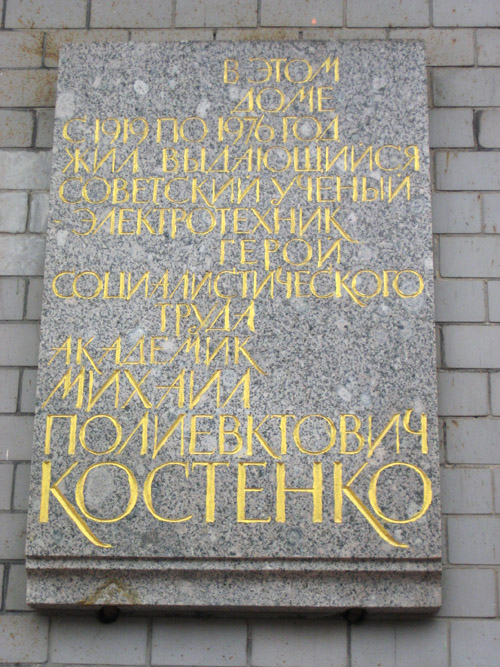 В ЭТОМ
ДОМЕ
С 1919 ПО 1976 ГОД
ЖИЛ ВЫДАЮЩИЙСЯ
СОВЕТСКИЙ УЧЕНЫЙ
-ЭЛЕКТРОТЕХНИК
ГЕРОЙ
СОЦИАЛИСТИЧЕСКОГО
ТРУДА
АКАДЕМИК
МИХАИЛ
ПОЛИЕВКТОВИЧ
КОСТЕНКО